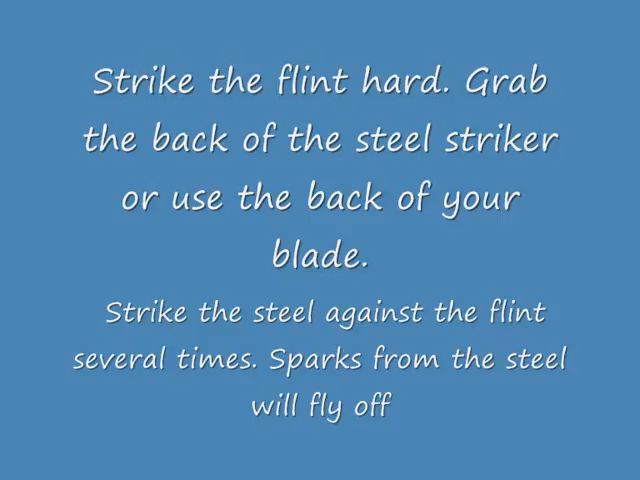 Strike the flint hard. Grab
the back of the steel striker
or use the back of your
blade.
Strike the steel against the flint
several times. Sparks from the steel
will fly off